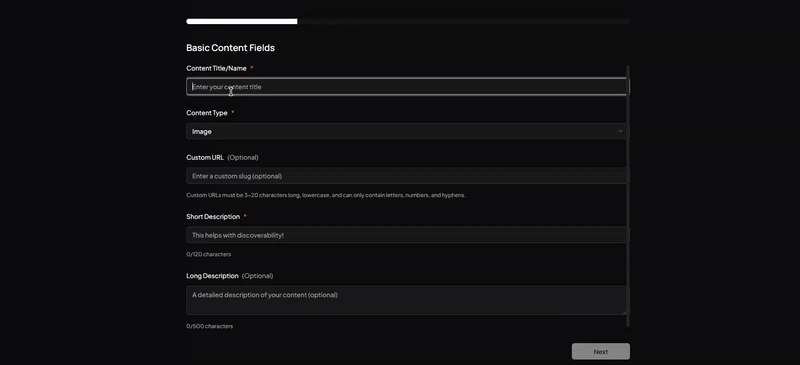 Basic Content Fields
Content Title/Name *
Enter your content title
Content Type *
Image
Custom URL (Optional)
Enter a custom slug (optional)
Custom URLs must be 3–20 characters long, lowercase, and can only contain letters, numbers, and hyphens.
Short Description *
This helps with discoverability!
0/120 characters
Long Description (Optional)
A detailed description of your content (optional)
0/500 characters
Next